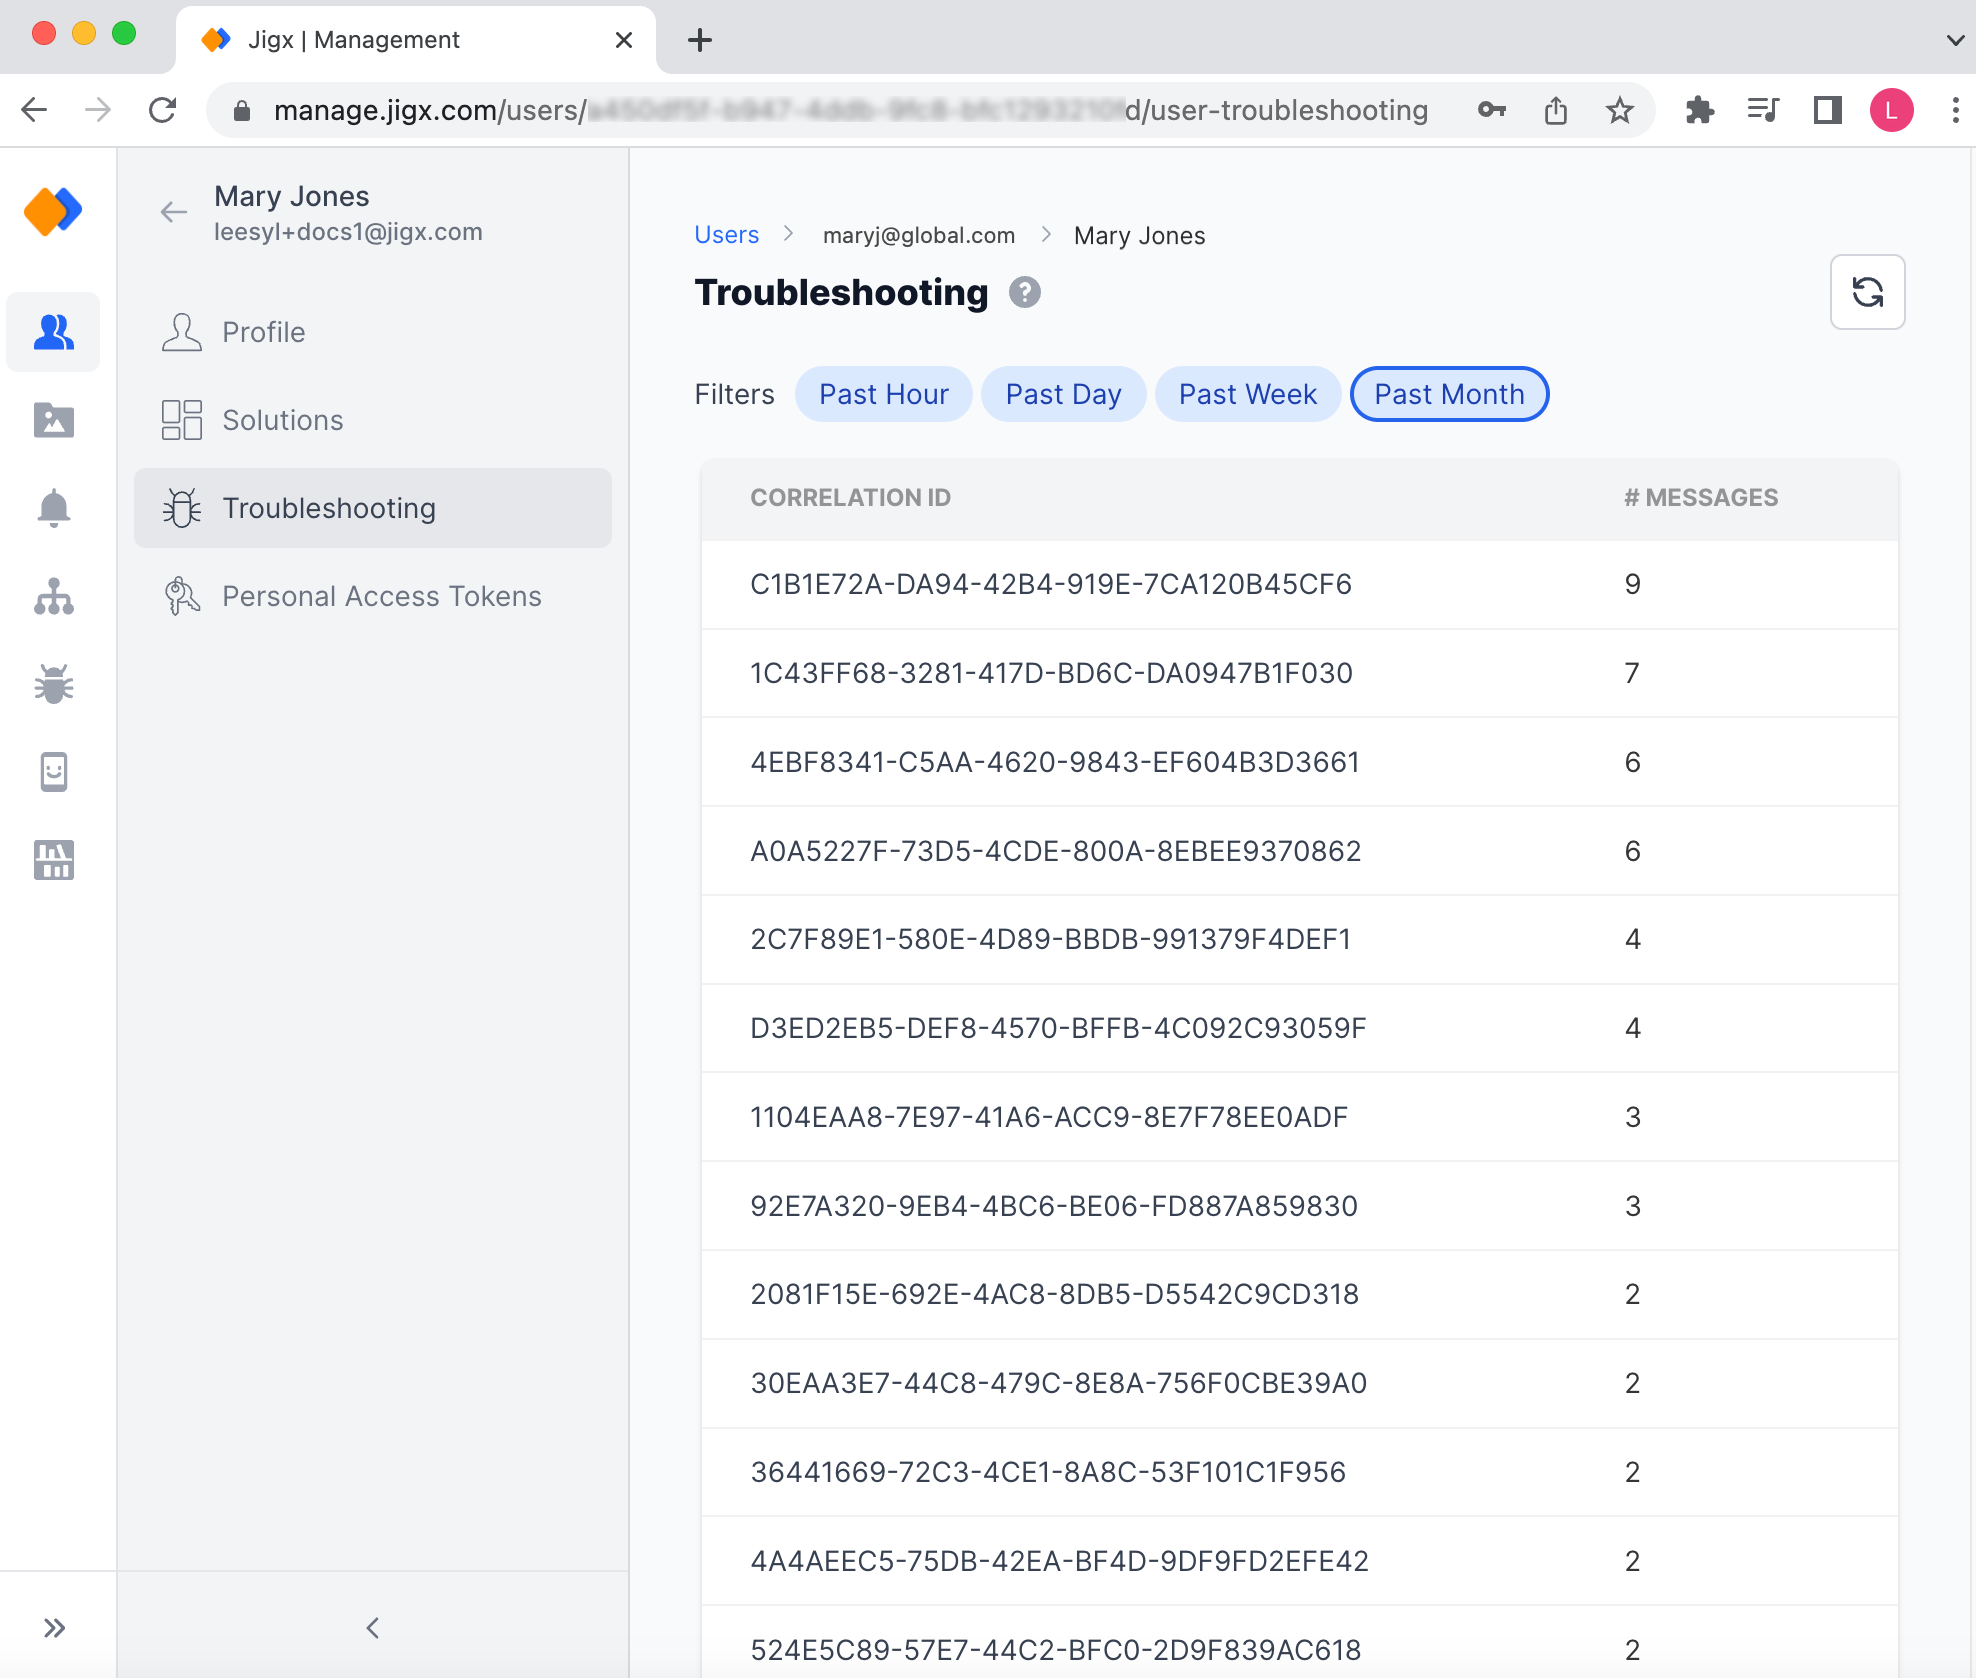 Jigx | Management
manage.jigx.com/users/ d/user-troubleshooting
L
Mary Jones
leesyl+docs1@jigx.com
Profile
Solutions
Troubleshooting
Personal Access Tokens
Users > maryj@global.com > Mary Jones
Troubleshooting ?
Filters Past Hour Past Day Past Week Past Month
CORRELATION ID # MESSAGES
C1B1E72A-DA94-42B4-919E-7CA120B45CF6 9
1C43FF68-3281-417D-BD6C-DA0947B1F030 7
4EBF8341-C5AA-4620-9843-EF604B3D3661 6
A0A5227F-73D5-4CDE-800A-8EBEE9370862 6
2C7F89E1-580E-4D89-BBDB-991379F4DEF1 4
D3ED2EB5-DEF8-4570-BFFB-4C092C93059F 4
1104EAA8-7E97-41A6-ACC9-8E7F78EE0ADF 3
92E7A320-9EB4-4BC6-BE06-FD887A859830 3
2081F15E-692E-4AC8-8DB5-D5542C9CD318 2
30EAA3E7-44C8-479C-8E8A-756F0CBE39A0 2
36441669-72C3-4CE1-8A8C-53F101C1F956 2
4A4AEEC5-75DB-42EA-BF4D-9DF9FD2EFE42 2
524E5C89-57E7-44C2-BFC0-2D9F839AC618 2